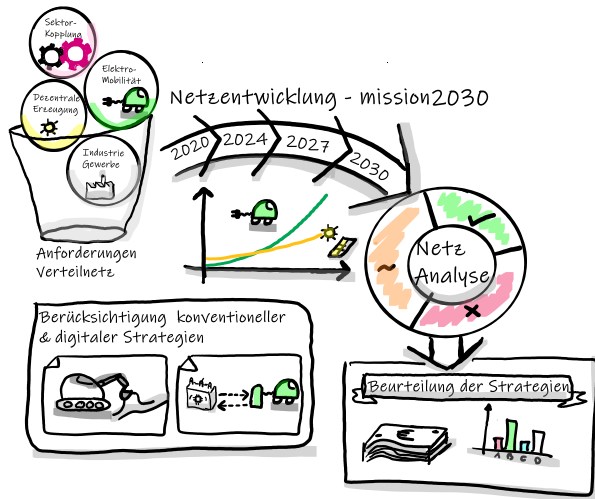 Sektor-
Kopplung
Elektro-
Mobilität
Dezentrale
Erzeugung
Industrie
Gewerbe
Anforderungen
Verteilnetz
Netzentwicklung - mission2030
2020
2024
2027
2030
Netz
Analyse
Berücksichtigung konventioneller
& digitaler Strategien
Beurteilung der Strategien
€
A B C D